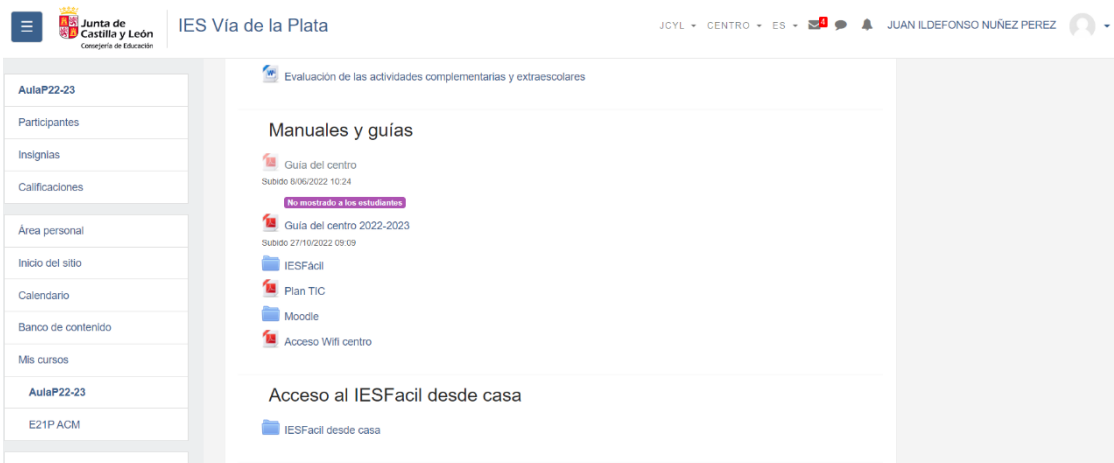 Junta de
Castilla y León
Consejería de Educación
IES Vía de la Plata
JCYL CENTRO ES 4 JUAN ILDEFONSO NUÑEZ PEREZ
AulaP22-23
Participantes
Insignias
Calificaciones
Área personal
Inicio del sitio
Calendario
Banco de contenido
Mis cursos
AulaP22-23
E21P ACM
Evaluación de las actividades complementarias y extraescolares
Manuales y guías
Guía del centro
Subido 8/06/2022 10:24
No mostrado a los estudiantes
Guía del centro 2022-2023
Subido 27/10/2022 09:09
IESFácil
Plan TIC
Moodle
Acceso Wifi centro
Acceso al IESFacil desde casa
IESFacil desde casa